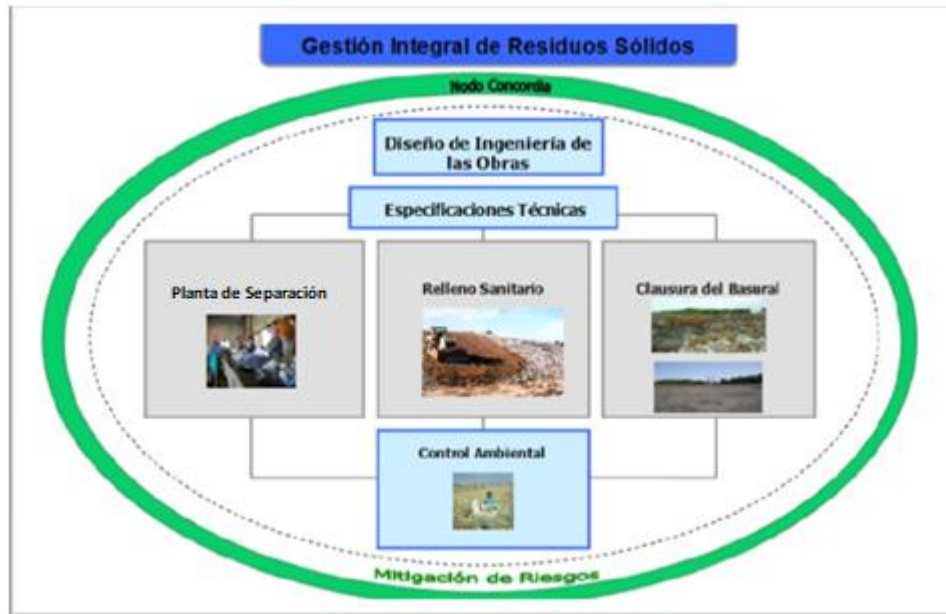 Gestión Integral de Residuos Sólidos
Nodo Concordia
Diseño de Ingeniería de
las Obras
Especificaciones Técnicas
Planta de Separación
Relleno Sanitario
Clausura del Basural
Control Ambiental
Mitigación de Riesgos